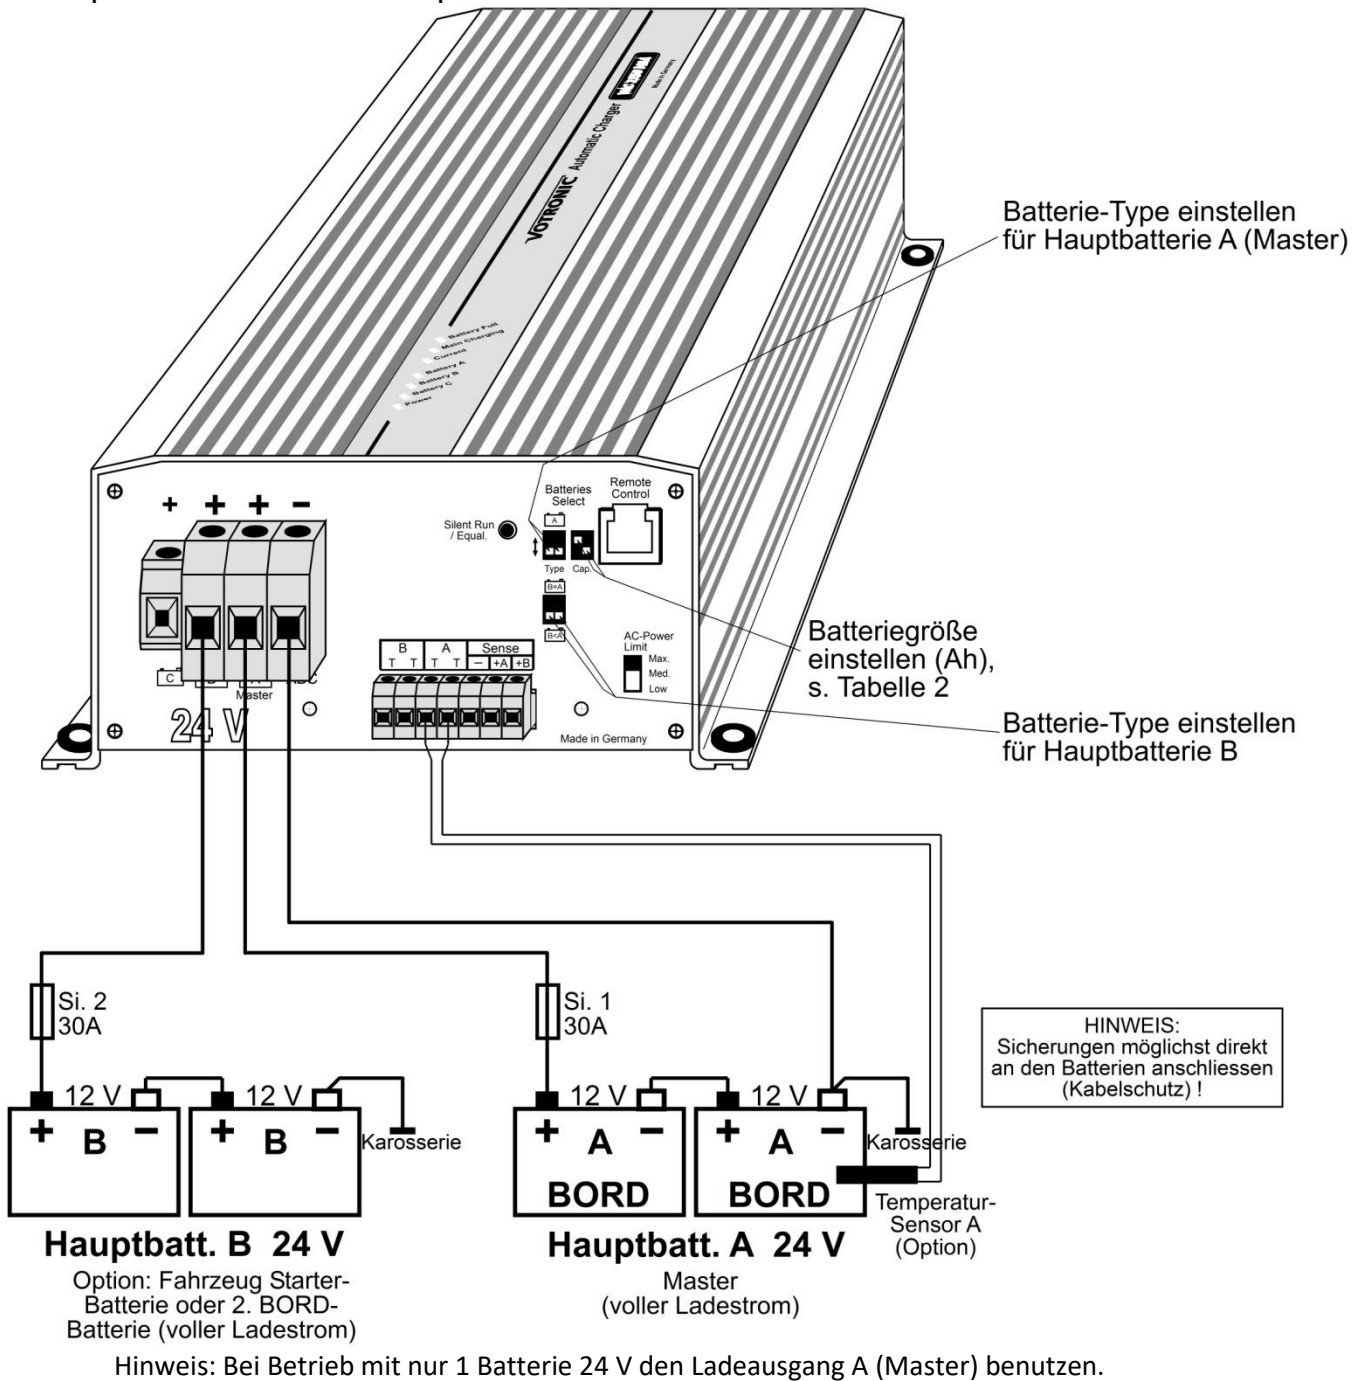 VOTRONIC Automatic Charger
Made in Germany
Battery Full
Main Charging
Current
Battery A
Battery B
Battery C
Power
Batterie-Type einstellen
für Hauptbatterie A (Master)
+ + + −
Silent Run
/ Equal.
Batteries
Select
Remote
Control
A
Type Cap.
B=A
B<A
AC-Power
Limit
Max.
Med.
Low
B A Sense
T T T T − +A +B
C
Master
24 V
Made in Germany
Batteriegröße
einstellen (Ah),
s. Tabelle 2
Batterie-Type einstellen
für Hauptbatterie B
Si. 2
30A
Si. 1
30A
HINWEIS:
Sicherungen möglichst direkt
an den Batterien anschliessen
(Kabelschutz) !
12 V 12 V 12 V 12 V
+ B − + B − Karosserie + A − + A − Karosserie
BORD BORD
Temperatur-
Sensor A
(Option)
Hauptbatt. B 24 V
Option: Fahrzeug Starter-
Batterie oder 2. BORD-
Batterie (voller Ladestrom)
Hauptbatt. A 24 V
Master
(voller Ladestrom)
Hinweis: Bei Betrieb mit nur 1 Batterie 24 V den Ladeausgang A (Master) benutzen.